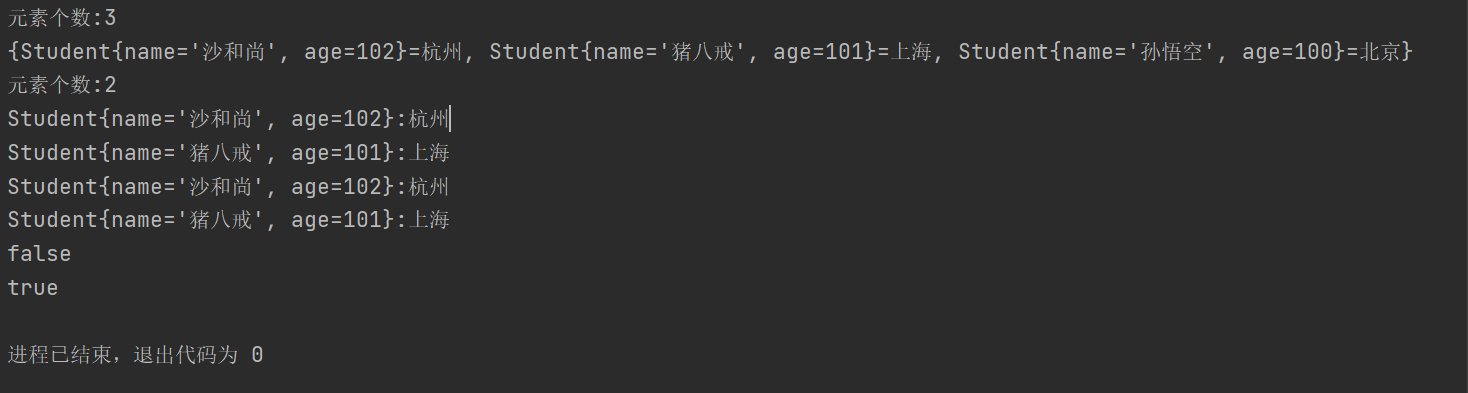 元素个数:3
{Student{name='沙和尚', age=102}=杭州, Student{name='猪八戒', age=101}=上海, Student{name='孙悟空', age=100}=北京}
元素个数:2
Student{name='沙和尚', age=102}:杭州
Student{name='猪八戒', age=101}:上海
Student{name='沙和尚', age=102}:杭州
Student{name='猪八戒', age=101}:上海
false
true
进程已结束，退出代码为 0